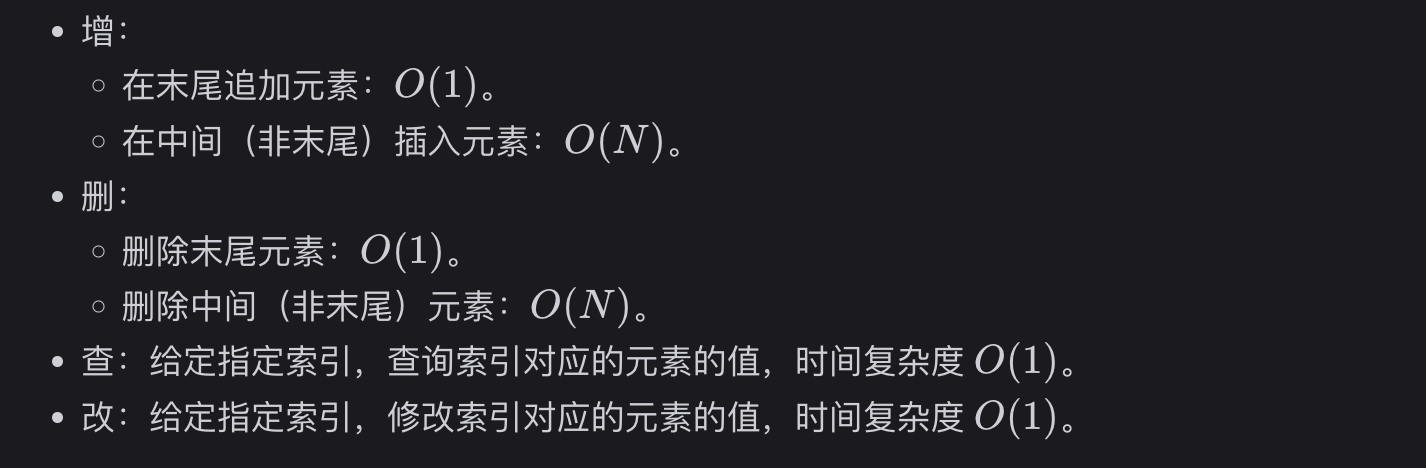 • 增：
◦ 在末尾追加元素：O(1)。
◦ 在中间（非末尾）插入元素：O(N)。
• 删：
◦ 删除末尾元素：O(1)。
◦ 删除中间（非末尾）元素：O(N)。
• 查：给定指定索引，查询索引对应的元素的值，时间复杂度 O(1)。
• 改：给定指定索引，修改索引对应的元素的值，时间复杂度 O(1)。